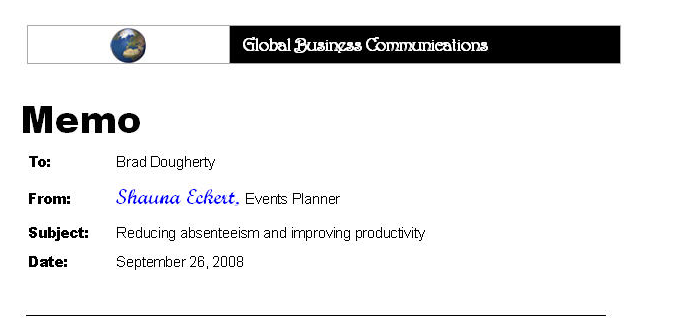 Global Business Communications
Memo
To: Brad Dougherty
From: Shauna Eckert, Events Planner
Subject: Reducing absenteeism and improving productivity
Date: September 26, 2008